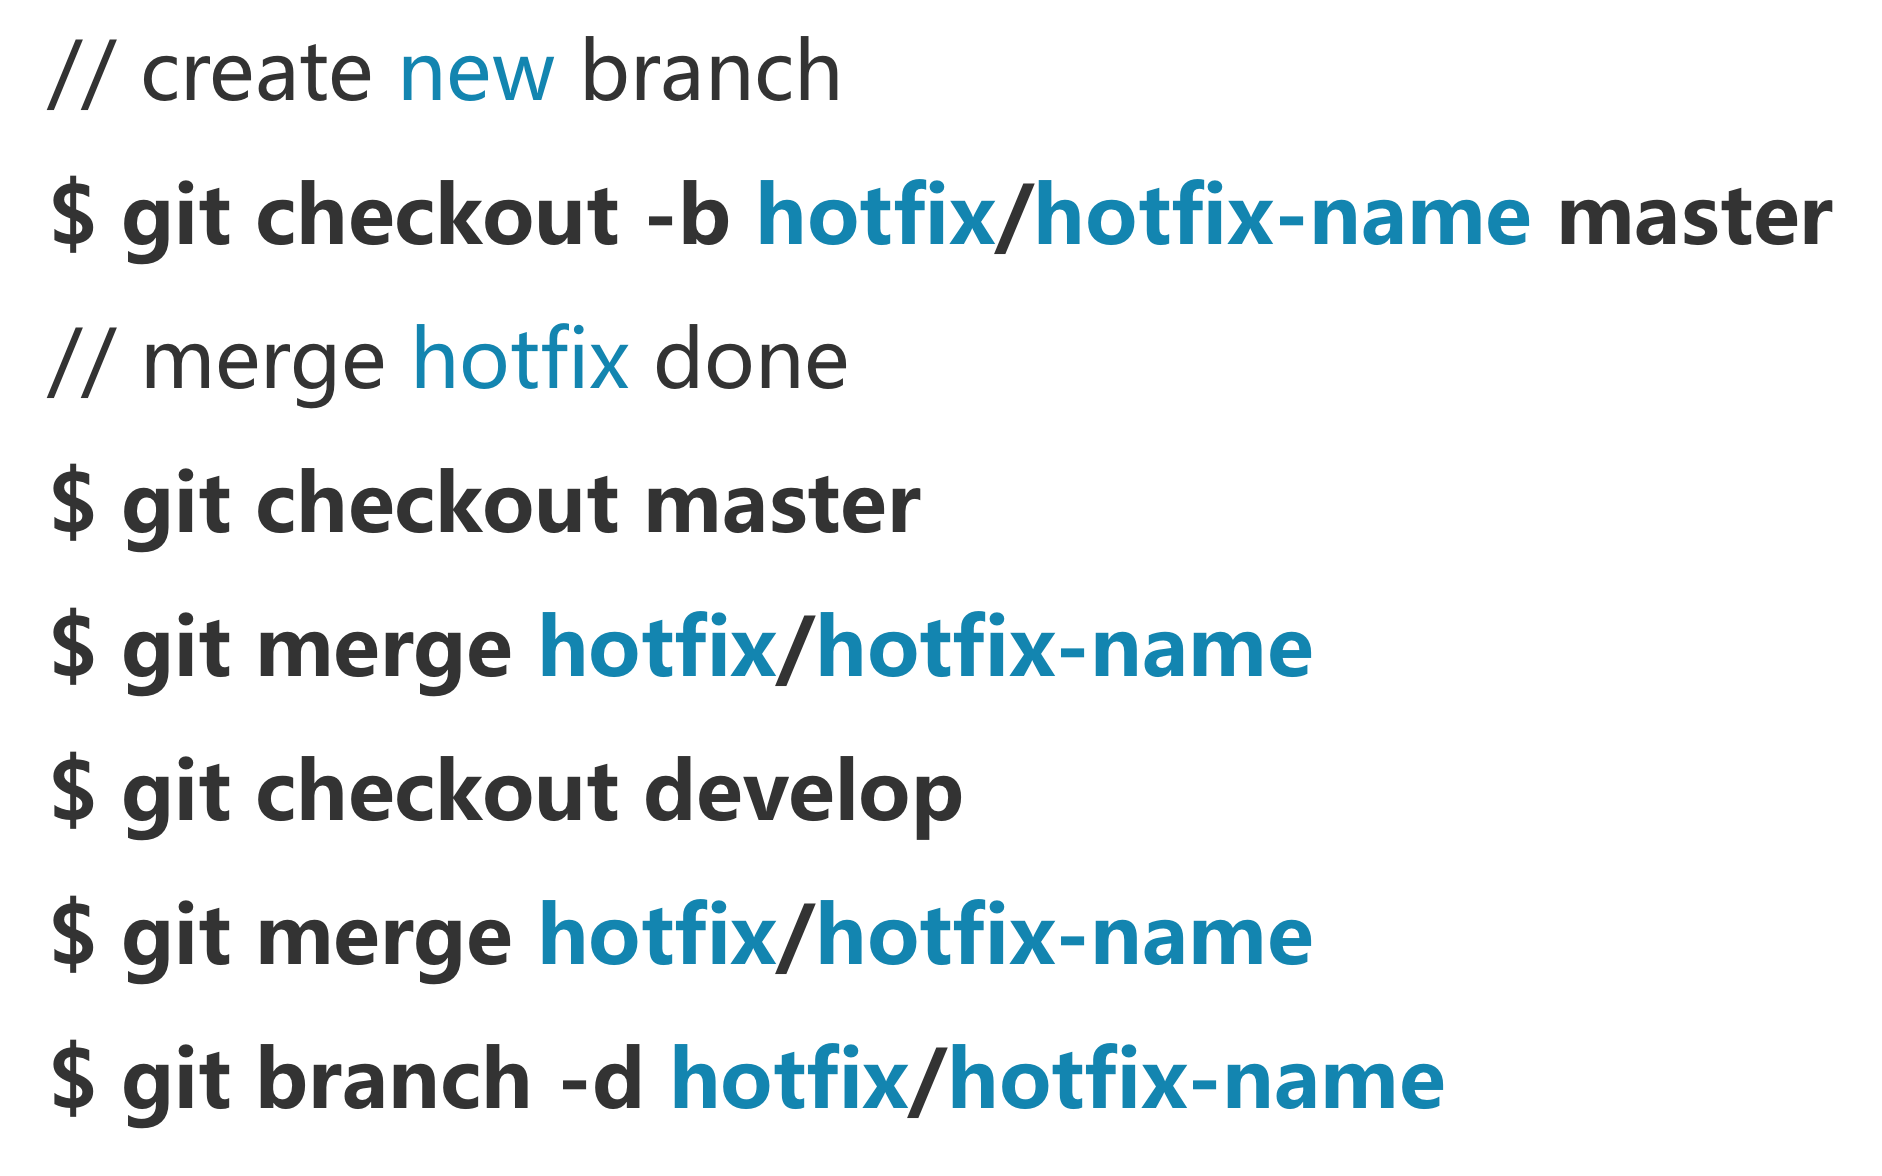 // create new branch
$ git checkout -b hotfix/hotfix-name master
// merge hotfix done
$ git checkout master
$ git merge hotfix/hotfix-name
$ git checkout develop
$ git merge hotfix/hotfix-name
$ git branch -d hotfix/hotfix-name